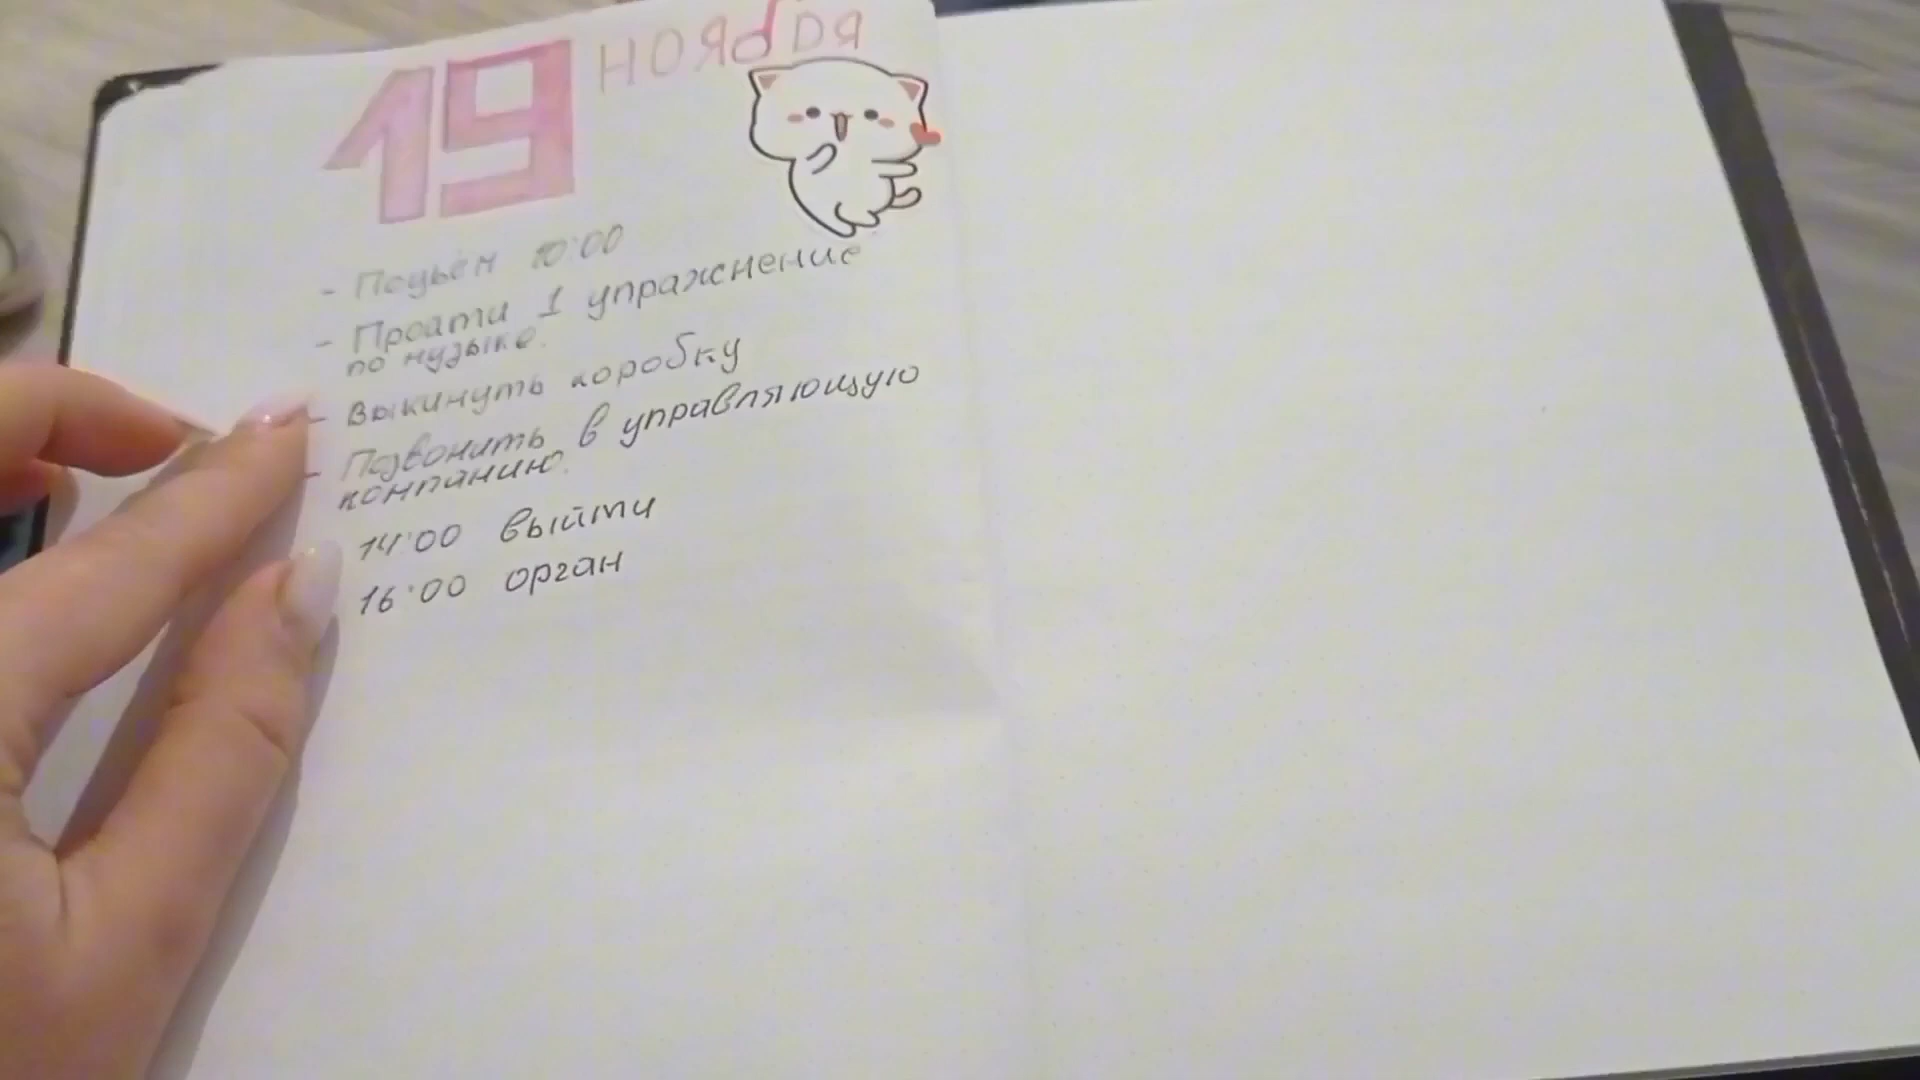 19 НОЯбРЯ
- Подъём 10:00
- Пройти 1 упражнение
по музыке.
- Выкинуть коробку
- Позвонить в управляющую
компанию.
14:00 выйти
16:00 орган